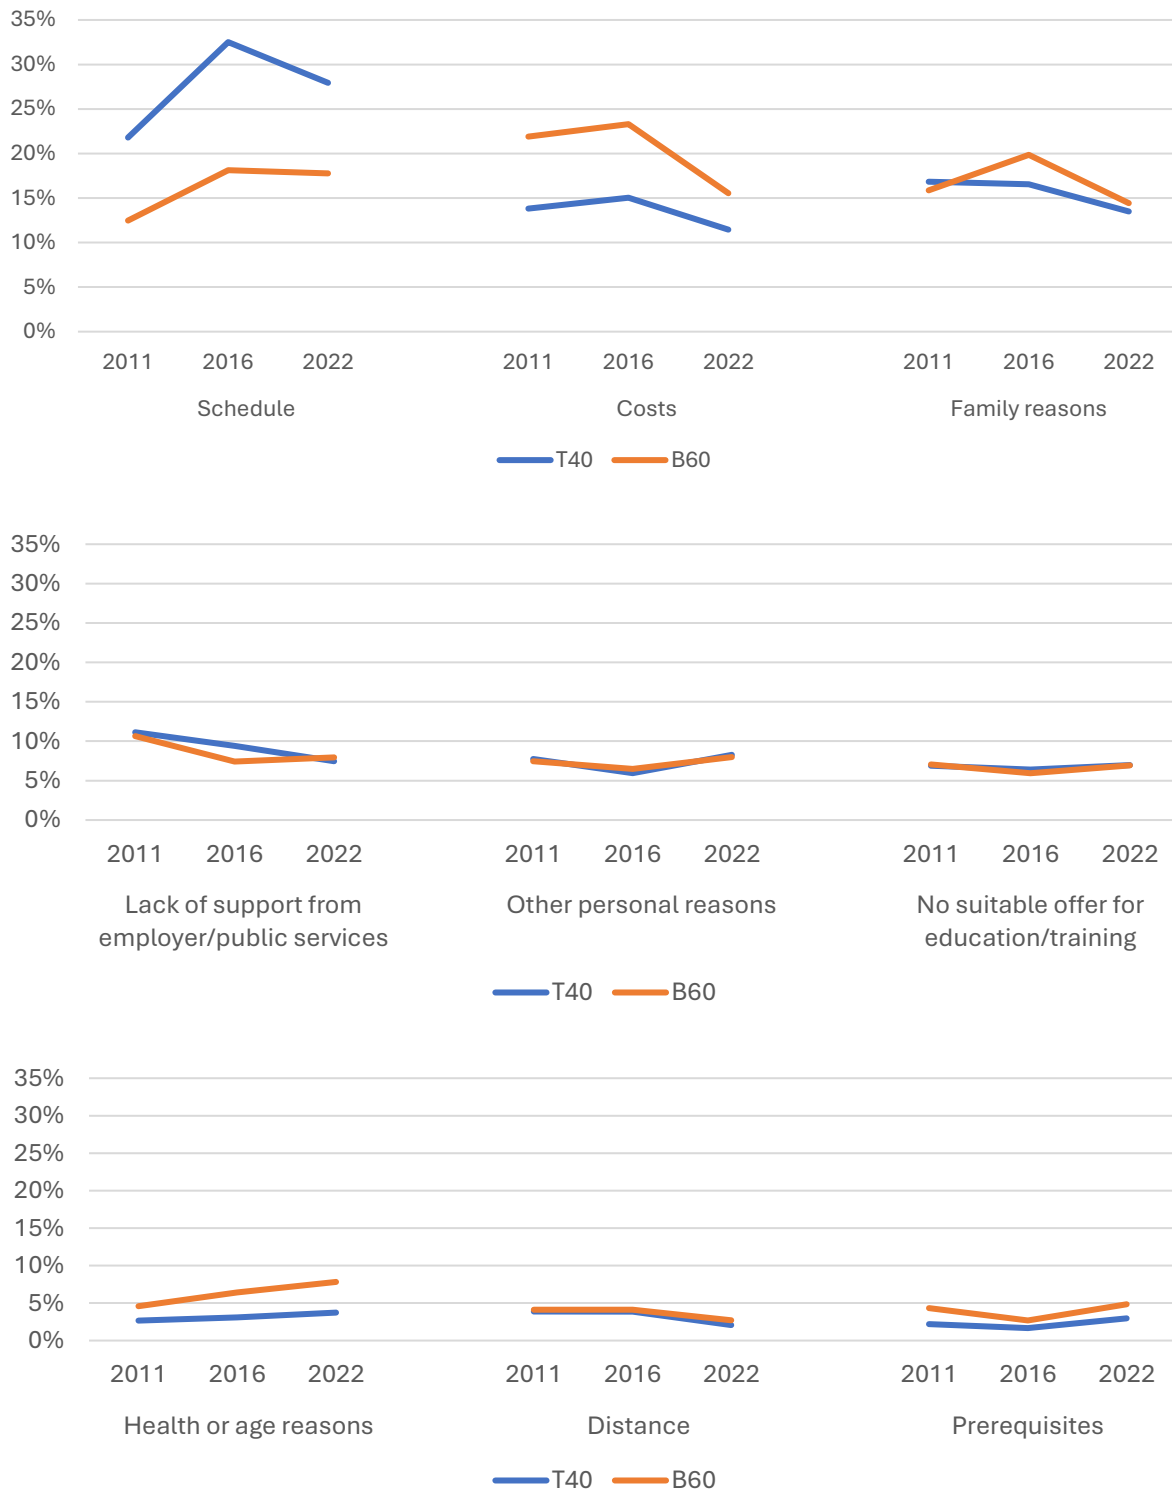 35%
30%
25%
20%
15%
10%
5%
0%
2011 2016 2022 2011 2016 2022 2011 2016 2022
Schedule Costs Family reasons
T40 B60
35%
30%
25%
20%
15%
10%
5%
0%
2011 2016 2022 2011 2016 2022 2011 2016 2022
Lack of support from Other personal reasons No suitable offer for
employer/public services education/training
T40 B60
35%
30%
25%
20%
15%
10%
5%
0%
2011 2016 2022 2011 2016 2022 2011 2016 2022
Health or age reasons Distance Prerequisites
T40 B60